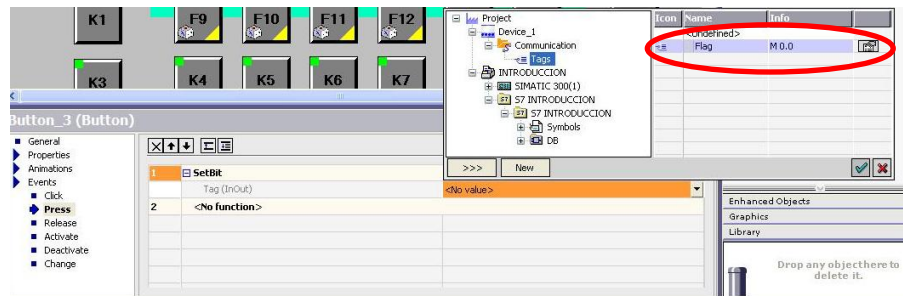 K1
F9
F10
F11
F12
K3
K4
K5
K6
K7
Project
Device_1
Communication
Tags
INTRODUCCION
SIMATIC 300(1)
S7 INTRODUCCION
S7 INTRODUCCION
Symbols
DB
>>>
New
Icon Name Info
<Undefined>
Flag M 0.0
Button_3 (Button)
General
Properties
Animations
Events
Click
Press
Release
Activate
Deactivate
Change
1 SetBit
Tag (InOut) <No value>
2 <No function>
Enhanced Objects
Graphics
Library
Drop any object here to
delete it.